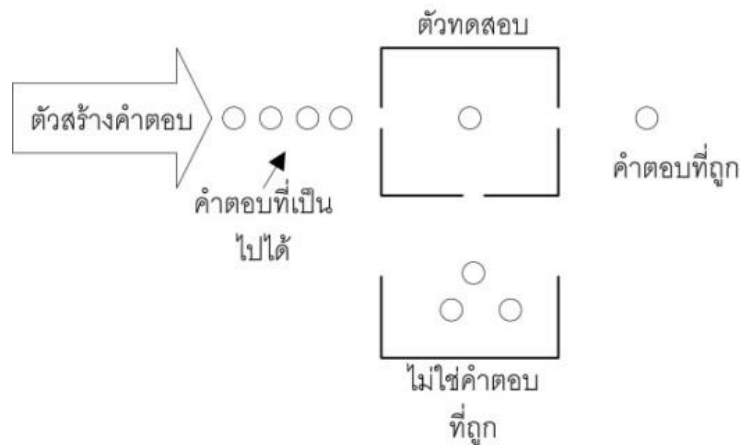 ตัวทดสอบ
ตัวสร้างคำตอบ
คำตอบที่เป็น
ไปได้
คำตอบที่ถูก
ไม่ใช่คำตอบ
ที่ถูก